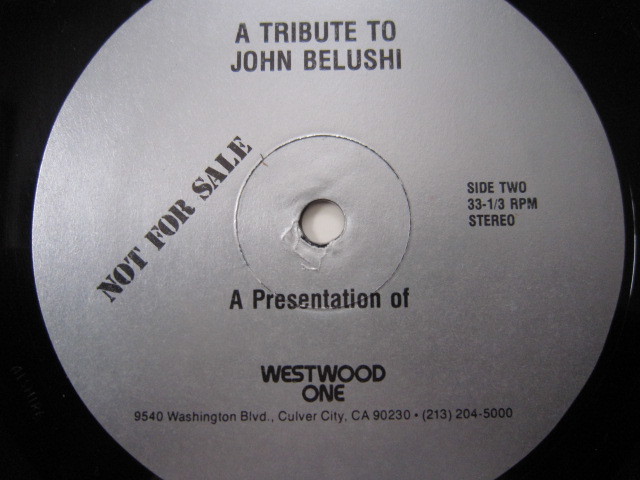 A TRIBUTE TO
JOHN BELUSHI
NOT FOR SALE
SIDE TWO
33-1/3 RPM
STEREO
A Presentation of
WESTWOOD
ONE
9540 Washington Blvd., Culver City, CA 90230 • (213) 204-5000